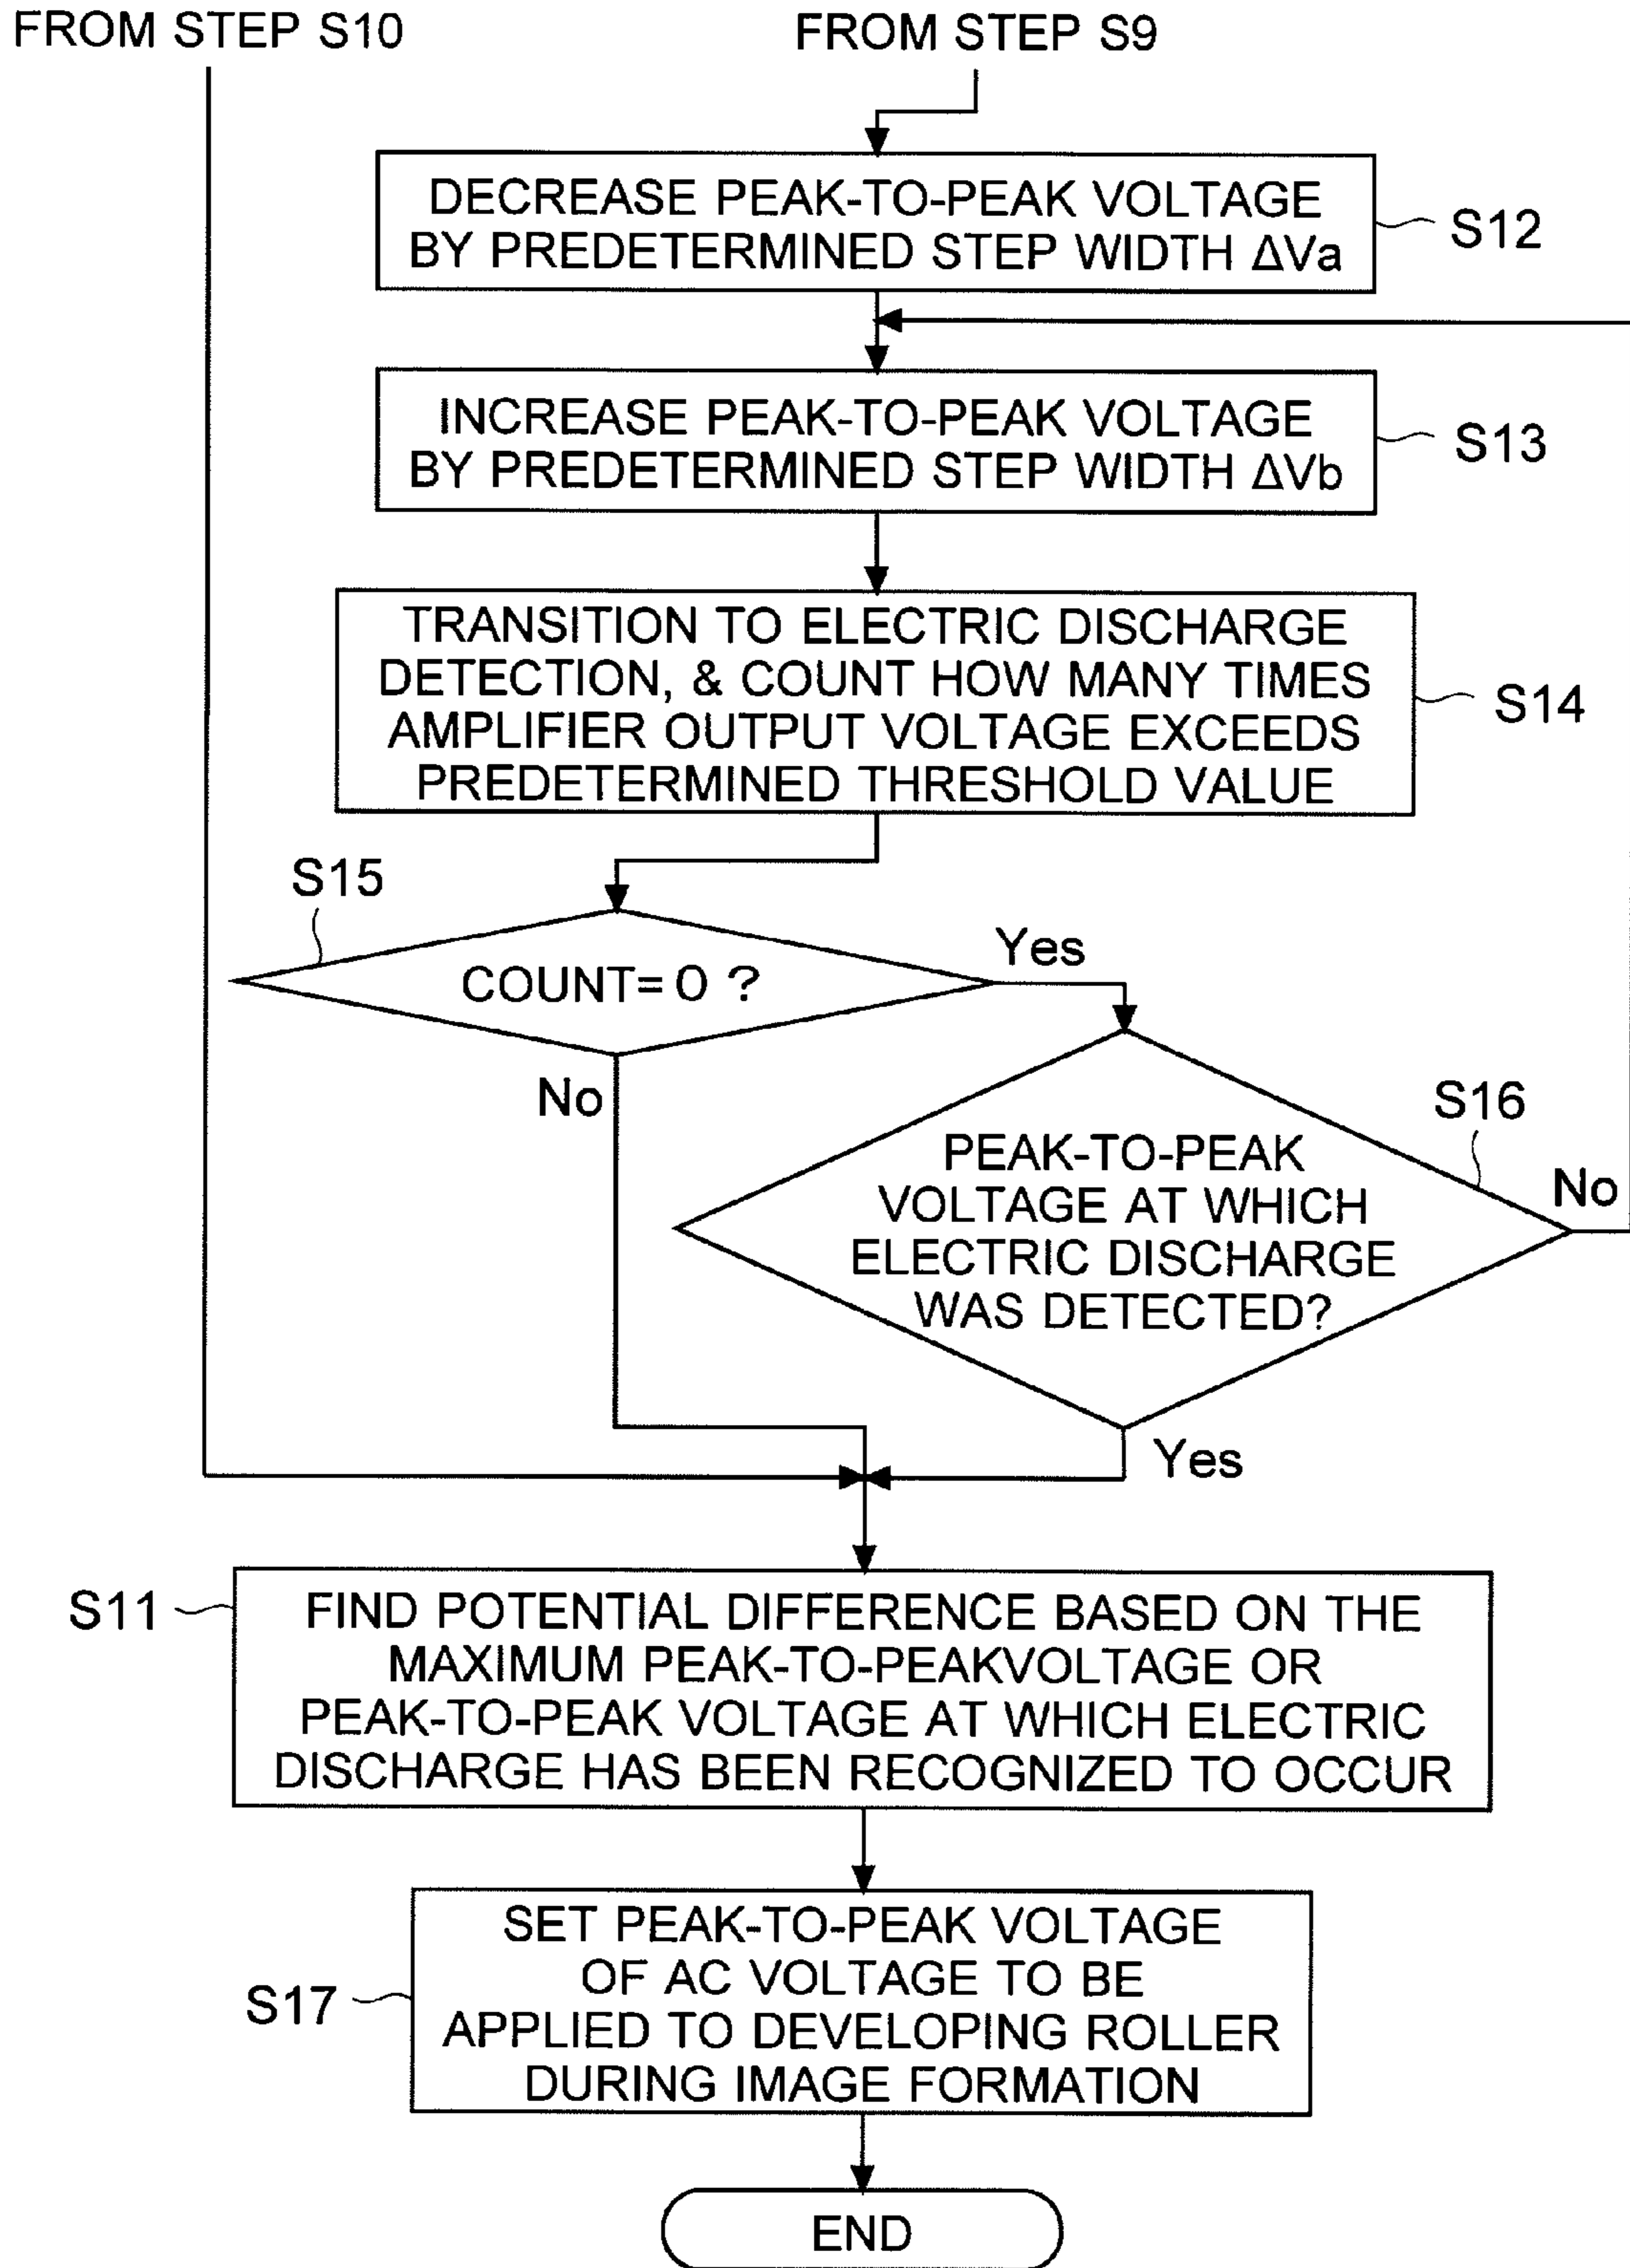 FROM STEP S10
FROM STEP S9
DECREASE PEAK-TO-PEAK VOLTAGE
BY PREDETERMINED STEP WIDTH ΔVa
S12
INCREASE PEAK-TO-PEAK VOLTAGE
BY PREDETERMINED STEP WIDTH ΔVb
S13
TRANSITION TO ELECTRIC DISCHARGE
DETECTION, & COUNT HOW MANY TIMES
AMPLIFIER OUTPUT VOLTAGE EXCEEDS
PREDETERMINED THRESHOLD VALUE
S14
S15
COUNT= 0 ?
Yes
No
S16
PEAK-TO-PEAK
VOLTAGE AT WHICH
ELECTRIC DISCHARGE
WAS DETECTED?
No
Yes
S11
FIND POTENTIAL DIFFERENCE BASED ON THE
MAXIMUM PEAK-TO-PEAKVOLTAGE OR
PEAK-TO-PEAK VOLTAGE AT WHICH ELECTRIC
DISCHARGE HAS BEEN RECOGNIZED TO OCCUR
S17
SET PEAK-TO-PEAK VOLTAGE
OF AC VOLTAGE TO BE
APPLIED TO DEVELOPING ROLLER
DURING IMAGE FORMATION
END